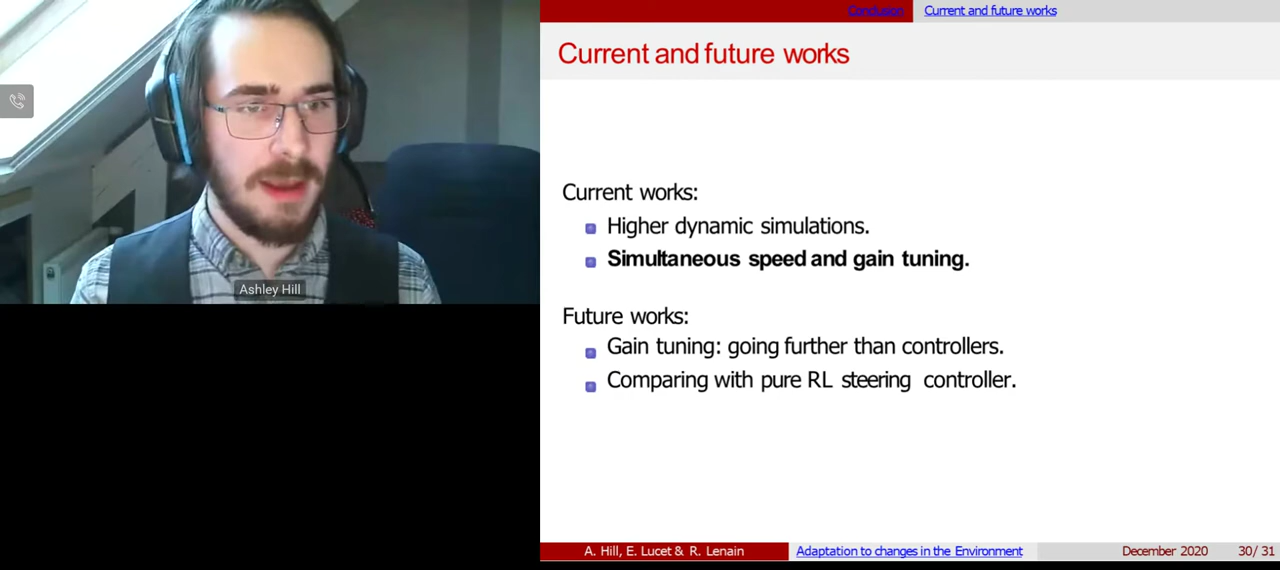 Conclusion
Current and future works
Current and future works
Current works:
Higher dynamic simulations.
Simultaneous speed and gain tuning.
Future works:
Gain tuning: going further than controllers.
Comparing with pure RL steering controller.
Ashley Hill
A. Hill, E. Lucet & R. Lenain
Adaptation to changes in the Environment
December 2020
30/ 31